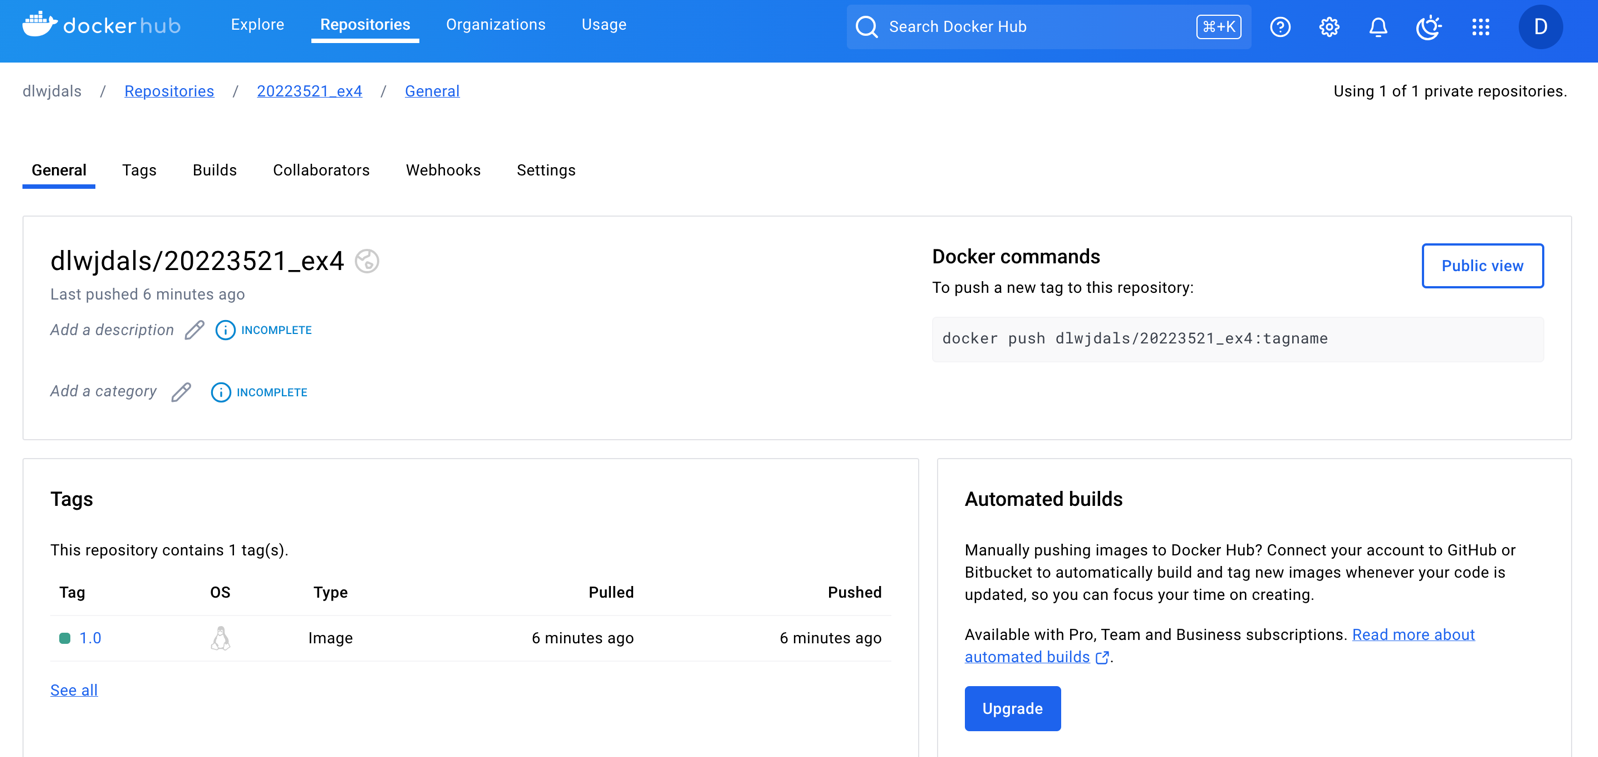 dockerhub
Explore Repositories Organizations Usage
Search Docker Hub ⌘+K
D
dlwjdals / Repositories / 20223521_ex4 / General
Using 1 of 1 private repositories.
General Tags Builds Collaborators Webhooks Settings
dlwjdals/20223521_ex4
Last pushed 6 minutes ago
Add a description INCOMPLETE
Add a category INCOMPLETE
Docker commands
Public view
To push a new tag to this repository:
docker push dlwjdals/20223521_ex4:tagname
Tags
This repository contains 1 tag(s).
Tag OS Type Pulled Pushed
1.0 Image 6 minutes ago 6 minutes ago
See all
Automated builds
Manually pushing images to Docker Hub? Connect your account to GitHub or
Bitbucket to automatically build and tag new images whenever your code is
updated, so you can focus your time on creating.
Available with Pro, Team and Business subscriptions. Read more about
automated builds.
Upgrade